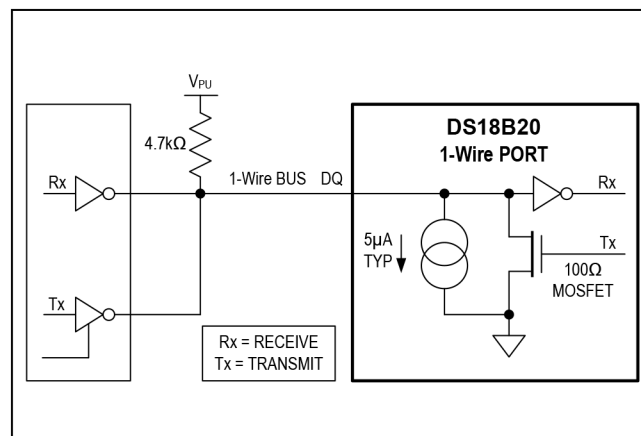 VPU
4.7kΩ
Rx
1-Wire BUS DQ
Tx
Rx = RECEIVE
Tx = TRANSMIT
DS18B20
1-Wire PORT
Rx
5µA
TYP
Tx
100Ω
MOSFET